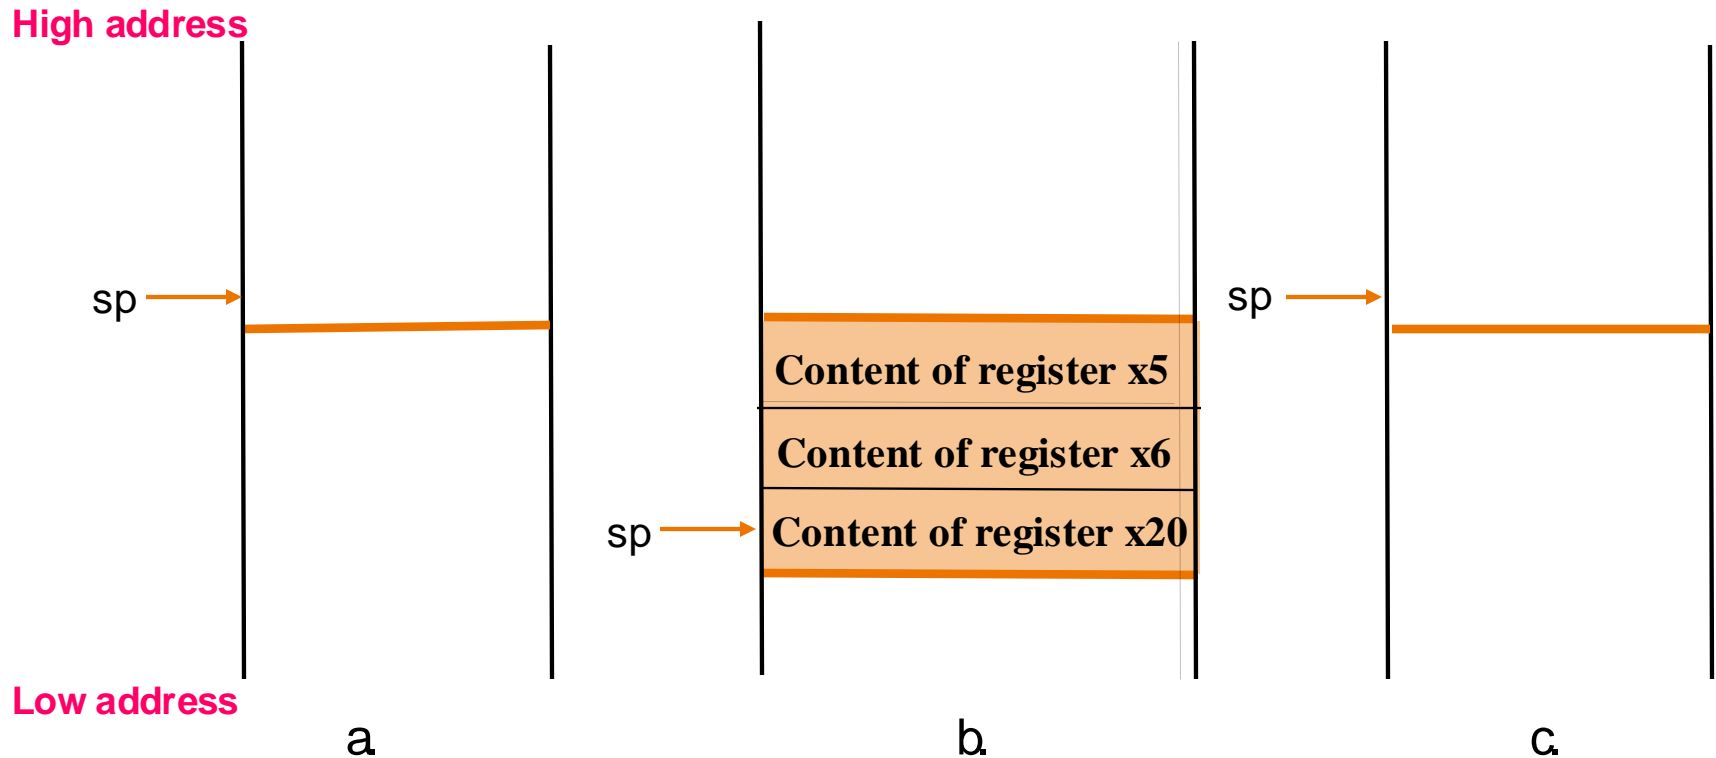 High address
sp
Content of register x5
sp
Content of register x6
sp
Content of register x20
Low address
a.
b.
c.